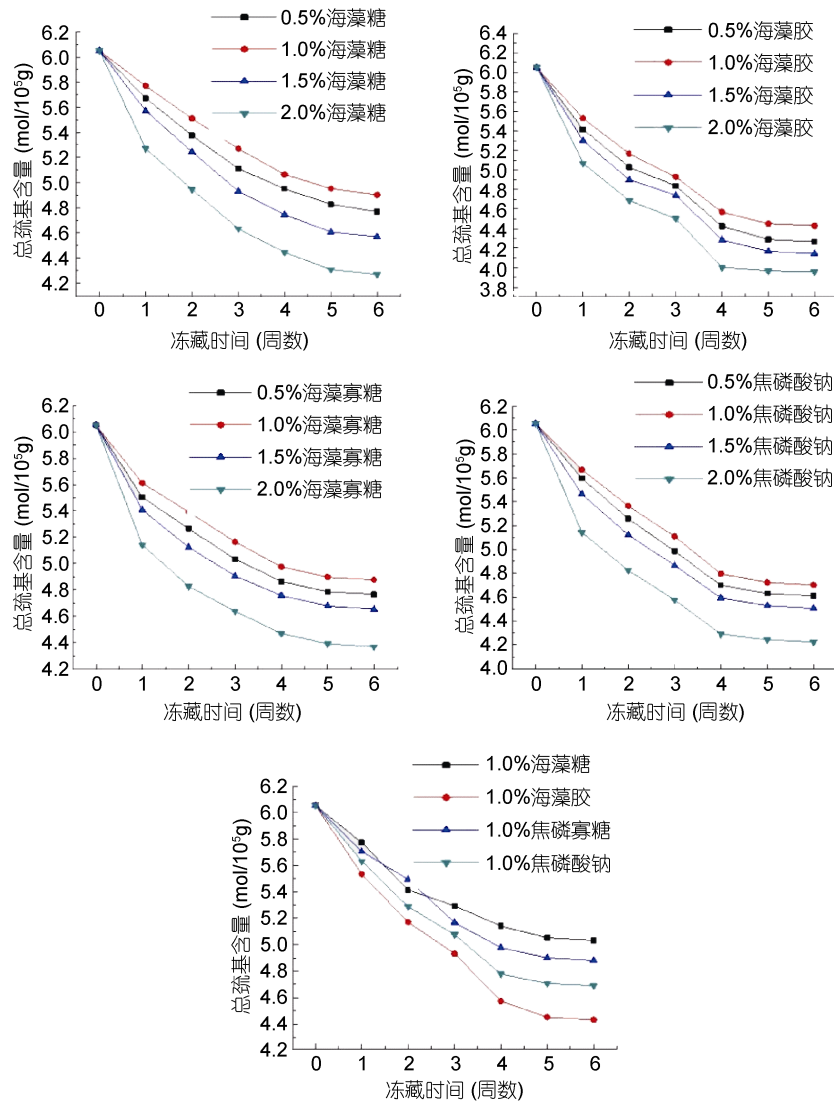 0.5%海藻糖
1.0%海藻糖
1.5%海藻糖
2.0%海藻糖
总巯基含量 (mol/10⁵g)
6.2
6.0
5.8
5.6
5.4
5.2
5.0
4.8
4.6
4.4
4.2
0 1 2 3 4 5 6
冻藏时间 (周数)
0.5%海藻胶
1.0%海藻胶
1.5%海藻胶
2.0%海藻胶
总巯基含量 (mol/10⁵g)
6.4
6.2
6.0
5.8
5.6
5.4
5.2
5.0
4.8
4.6
4.4
4.2
4.0
3.8
0 1 2 3 4 5 6
冻藏时间 (周数)
0.5%海藻寡糖
1.0%海藻寡糖
1.5%海藻寡糖
2.0%海藻寡糖
总巯基含量 (mol/10⁵g)
6.2
6.0
5.8
5.6
5.4
5.2
5.0
4.8
4.6
4.4
4.2
0 1 2 3 4 5 6
冻藏时间 (周数)
0.5%焦磷酸钠
1.0%焦磷酸钠
1.5%焦磷酸钠
2.0%焦磷酸钠
总巯基含量 (mol/10⁵g)
6.2
6.0
5.8
5.6
5.4
5.2
5.0
4.8
4.6
4.4
4.2
4.0
0 1 2 3 4 5 6
冻藏时间 (周数)
1.0%海藻糖
1.0%海藻胶
1.0%焦磷寡糖
1.0%焦磷酸钠
总巯基含量 (mol/10⁵g)
6.2
6.0
5.8
5.6
5.4
5.2
5.0
4.8
4.6
4.4
4.2
0 1 2 3 4 5 6
冻藏时间 (周数)